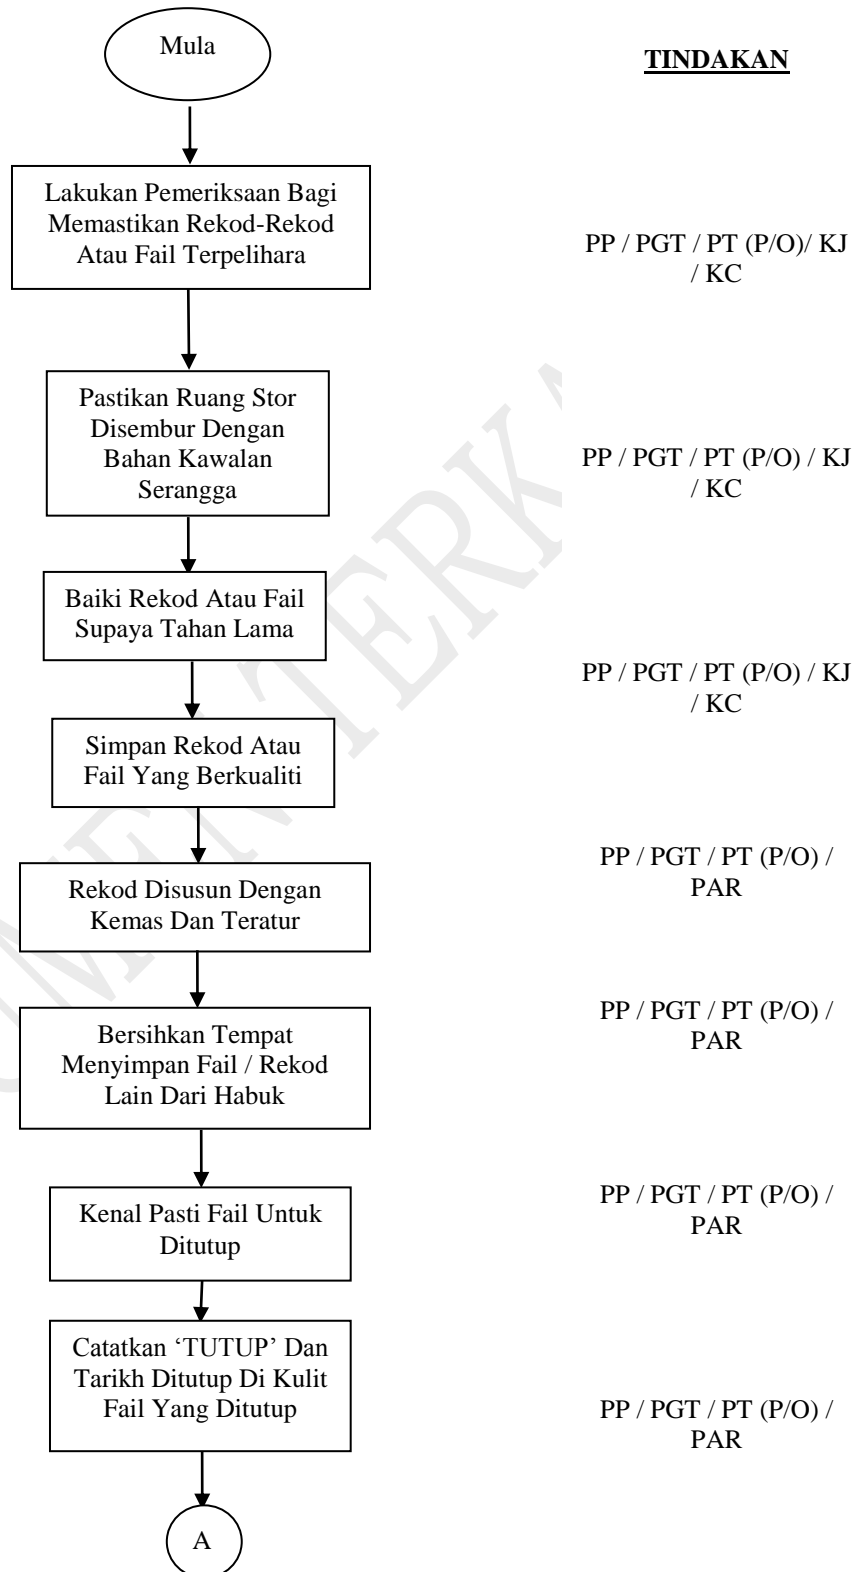 Mula
TINDAKAN
Lakukan Pemeriksaan Bagi
Memastikan Rekod-Rekod
Atau Fail Terpelihara
PP / PGT / PT (P/O)/ KJ
/ KC
Pastikan Ruang Stor
Disembur Dengan
Bahan Kawalan
Serangga
PP / PGT / PT (P/O) / KJ
/ KC
Baiki Rekod Atau Fail
Supaya Tahan Lama
PP / PGT / PT (P/O) / KJ
/ KC
Simpan Rekod Atau
Fail Yang Berkualiti
Rekod Disusun Dengan
Kemas Dan Teratur
PP / PGT / PT (P/O) /
PAR
Bersihkan Tempat
Menyimpan Fail / Rekod
Lain Dari Habuk
PP / PGT / PT (P/O) /
PAR
Kenal Pasti Fail Untuk
Ditutup
PP / PGT / PT (P/O) /
PAR
Catatkan ‘TUTUP’ Dan
Tarikh Ditutup Di Kulit
Fail Yang Ditutup
PP / PGT / PT (P/O) /
PAR
A